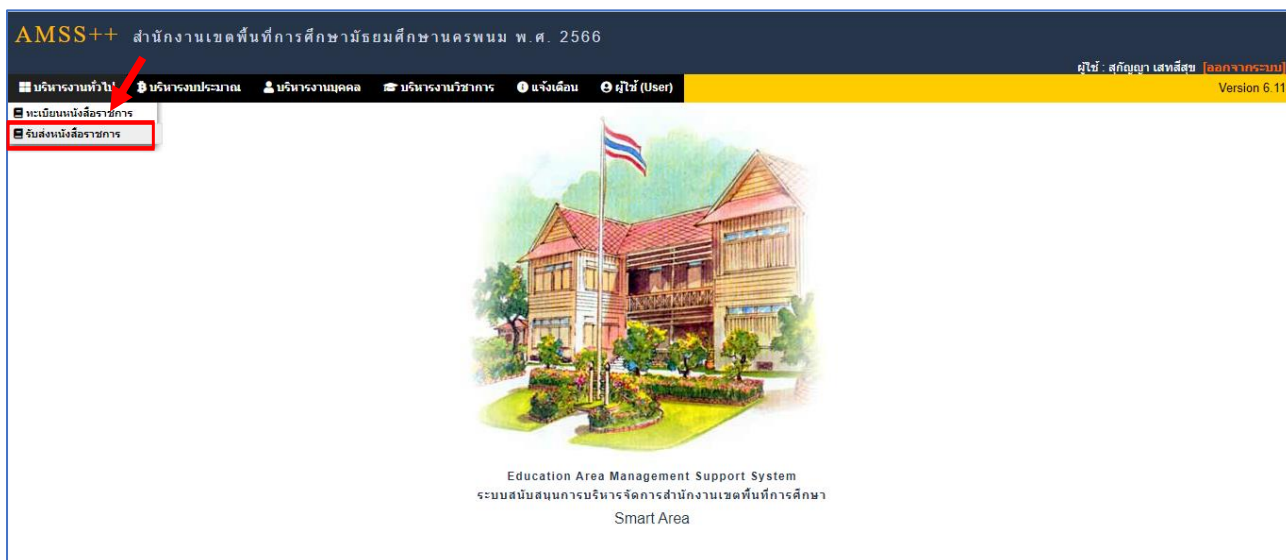 AMSS++ สำนักงานเขตพื้นที่การศึกษามัธยมศึกษานครพนม พ.ศ. 2566
ผู้ใช้ : สุกัญญา เสทสีสุข [ออกจากระบบ]
บริหารงานทั่วไป บริหารงบประมาณ บริหารงานบุคคล บริหารงานวิชาการ แจ้งเตือน ผู้ใช้ (User) Version 6.11
ทะเบียนหนังสือราชการ
รับส่งหนังสือราชการ
Education Area Management Support System
ระบบสนับสนุนการบริหารจัดการสำนักงานเขตพื้นที่การศึกษา
Smart Area